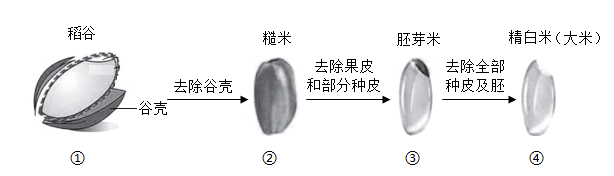 稻谷
糙米
胚芽米
精白米（大米）
去除谷壳
去除果皮
和部分种皮
去除全部
种皮及胚
谷壳
① ② ③ ④